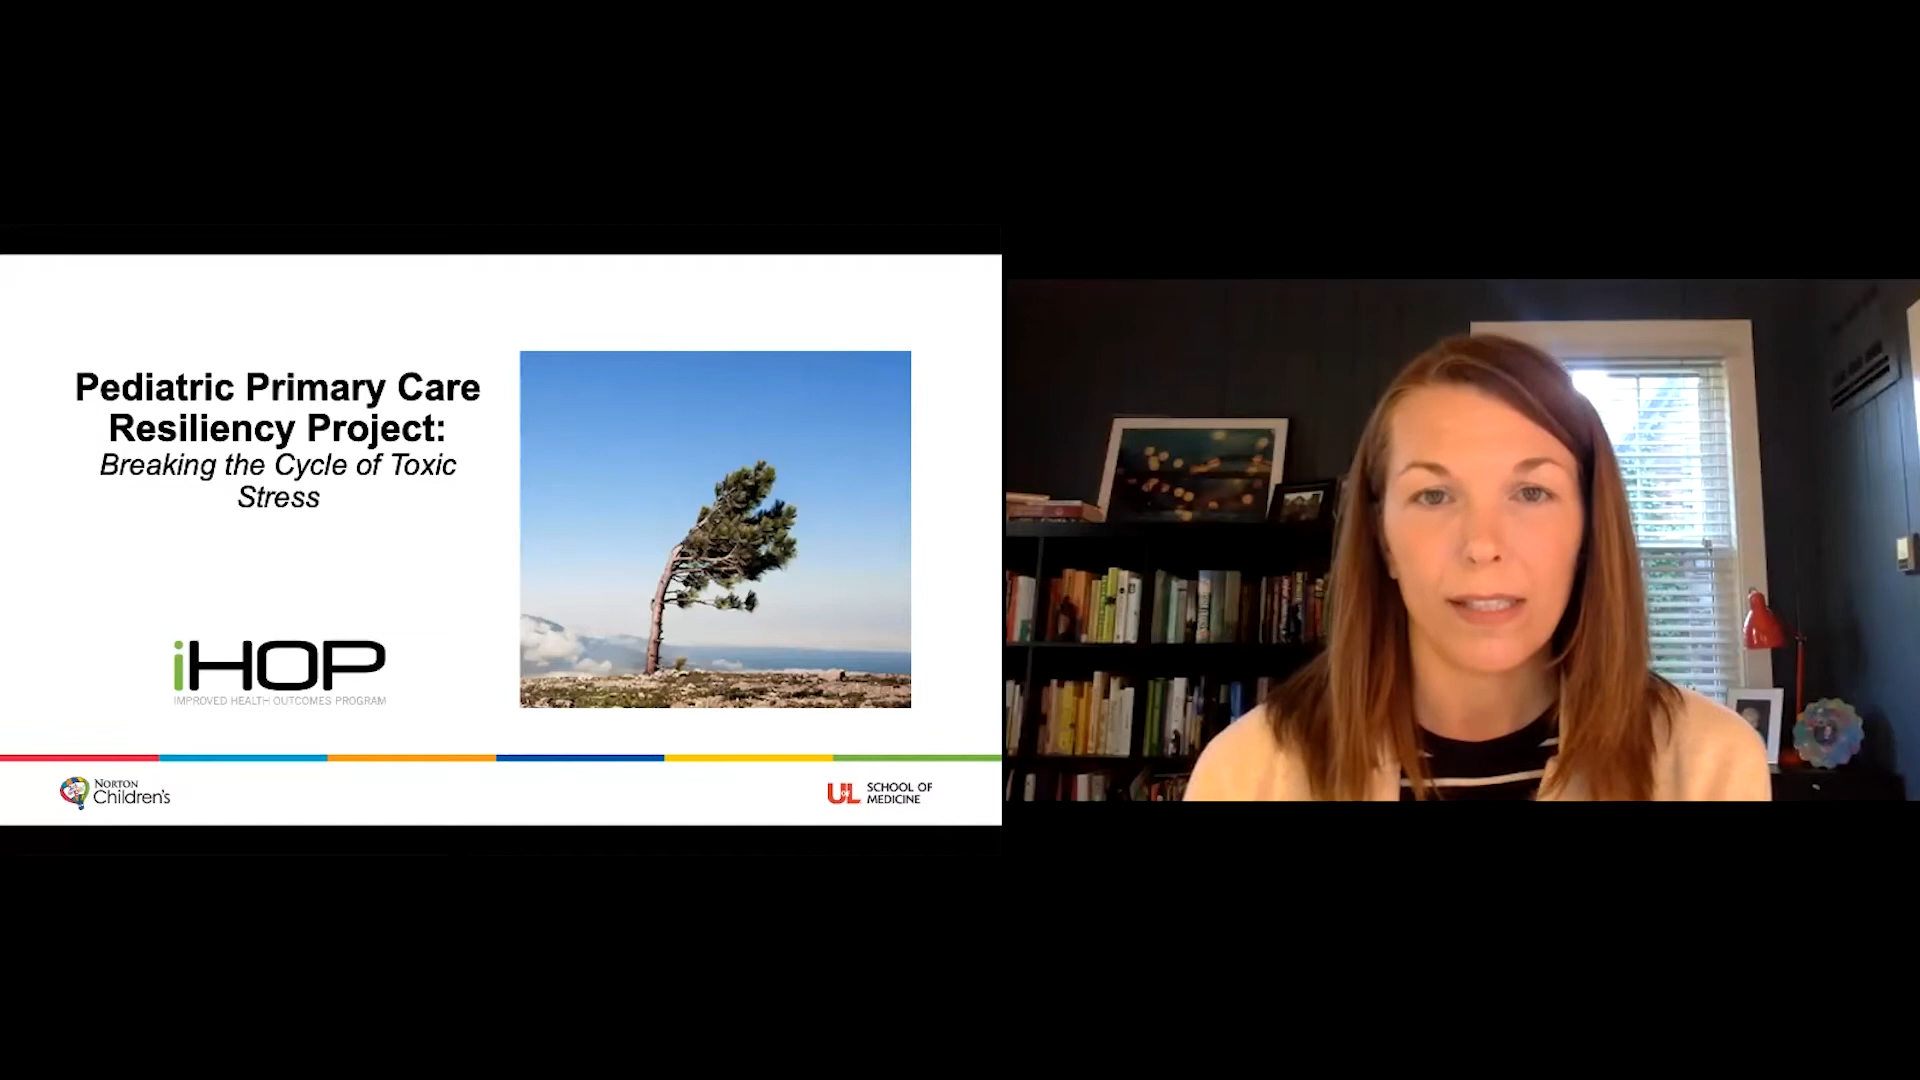 Pediatric Primary Care
Resiliency Project:
Breaking the Cycle of Toxic
Stress
iHOP
IMPROVED HEALTH OUTCOMES PROGRAM
NORTON
Children's
UofL SCHOOL OF
MEDICINE